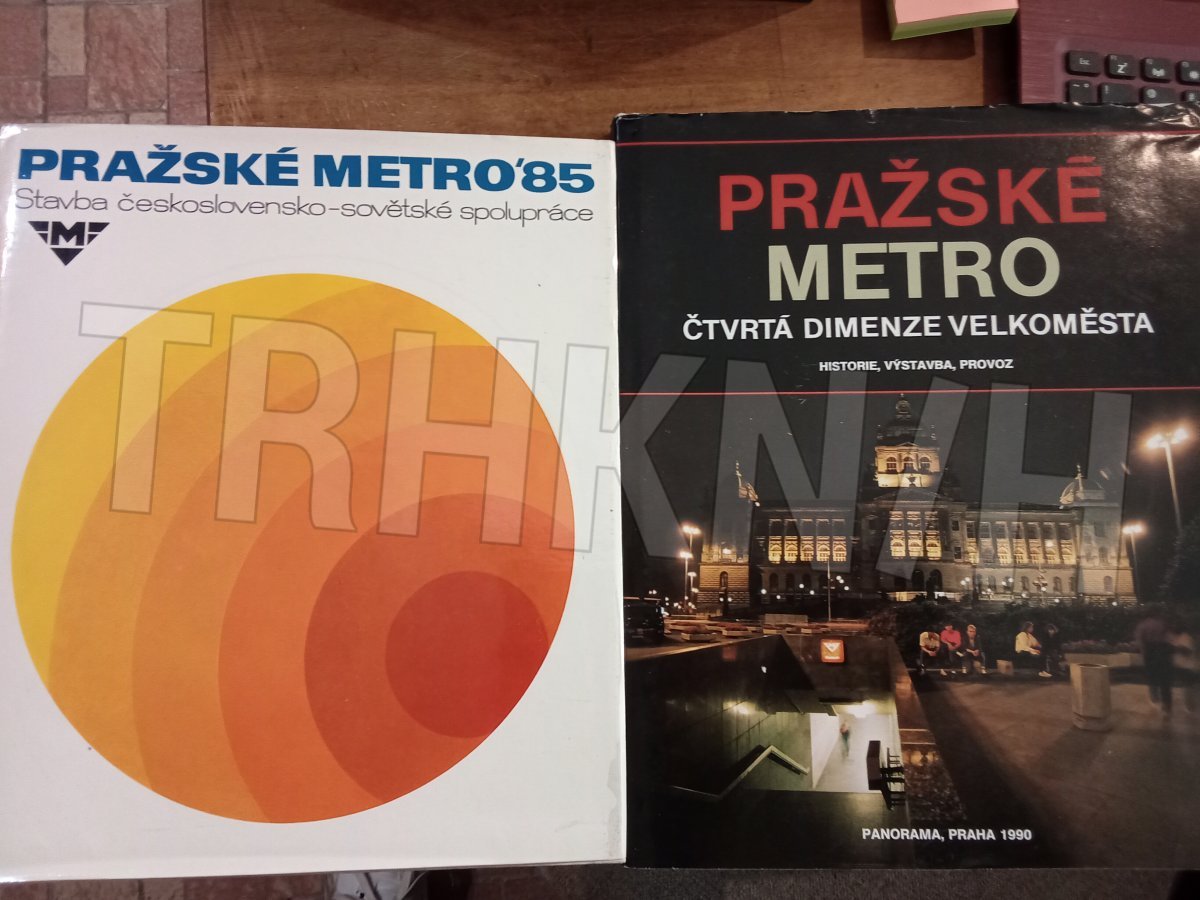 PRAŽSKÉ METRO'85
Stavba československo-sovětské spolupráce
M
PRAŽSKÉ
METRO
ČTVRTÁ DIMENZE VELKOMĚSTA
HISTORIE, VÝSTAVBA, PROVOZ
PANORAMA, PRAHA 1990
TRHKNIH
Esc